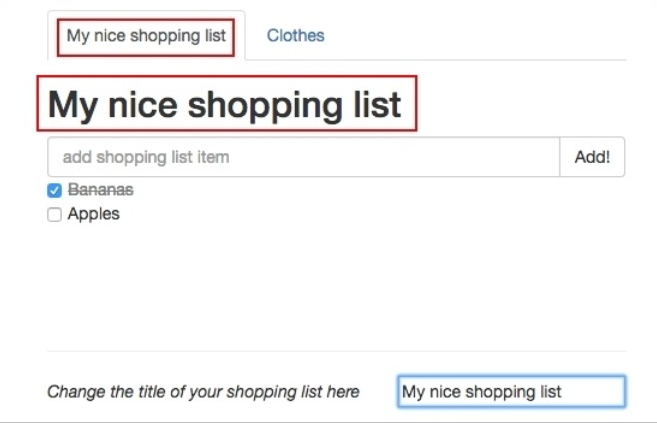 My nice shopping list Clothes
My nice shopping list
add shopping list item Add!
Bananas
Apples
Change the title of your shopping list here My nice shopping list